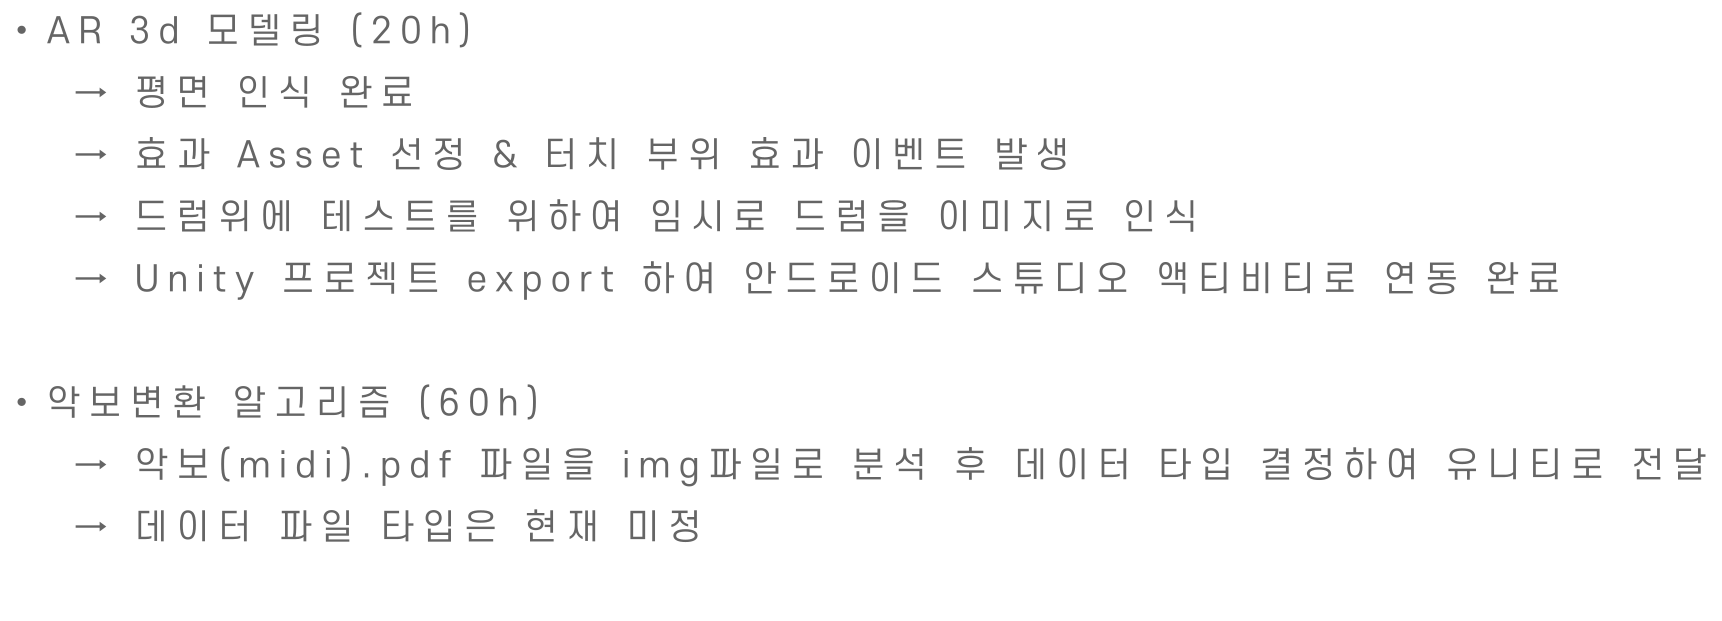 • AR 3d 모델링 (20h)
→ 평면 인식 완료
→ 효과 Asset 선정 & 터치 부위 효과 이벤트 발생
→ 드럼위에 테스트를 위하여 임시로 드럼을 이미지로 인식
→ Unity 프로젝트 export 하여 안드로이드 스튜디오 액티비티로 연동 완료
• 악보변환 알고리즘 (60h)
→ 악보(midi).pdf 파일을 img파일로 분석 후 데이터 타입 결정하여 유니티로 전달
→ 데이터 파일 타입은 현재 미정